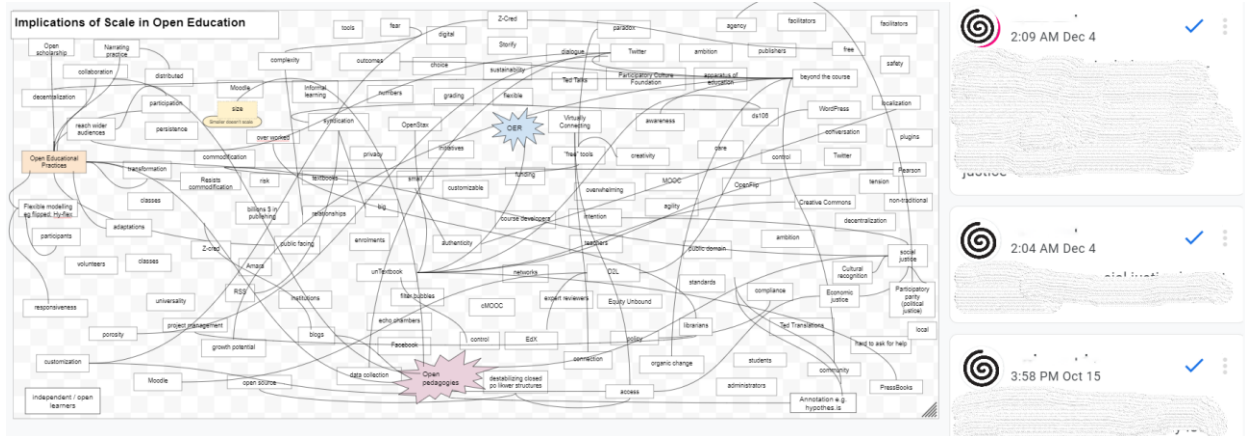 Implications of Scale in Open Education
Open
scholarship
Narrating
practice
tools
fear
digital
Z-Cred
Storify
paradox
agency
facilitators
facilitators
collaboration
distributed
complexity
outcomes
choice
sustainability
dialogue
Twitter
ambition
publishers
free
safety
decentralization
Moodle
Informal
learning
numbers
grading
flexible
Ted Talks
Participatory Culture
Foundation
apparatus of
education
beyond the course
participation
size
Smaller doesn't scale
syndication
OpenStax
OER
Virtually
Connecting
awareness
ds106
WordPress
localization
reach wider
audiences
persistence
over worked
initiatives
conversation
plugins
Open Educational
Practices
transformation
commodification
privacy
"free" tools
creativity
care
control
Twitter
Pearson
Resists
commodification
risk
textbooks
small
customizable
funding
overwhelming
MOOC
OpenFlip
tension
non-traditional
classes
Flexible modelling
eg flipped, Hy-flex
billions $ in
publishing
relationships
big
course developers
intention
agility
Creative Commons
decentralization
participants
adaptations
Z-cred
public facing
enrolments
authenticity
teachers
public domain
ambition
social
justice
volunteers
classes
Amara
unTextbook
networks
D2L
Cultural
recognition
responsiveness
universality
RSS
institutions
filter bubbles
cMOOC
expert reviewers
Equity Unbound
standards
compliance
Economic
justice
Participatory
parity
(political
justice)
porosity
project management
blogs
echo chambers
Facebook
control
EdX
policy
librarians
Ted Translations
local
hard to ask for help
growth potential
customization
Moodle
open source
data collection
Open
pedagogies
destabilizing closed
po likwer structures
connection
organic change
students
community
access
administrators
PressBooks
independent / open
learners
Annotation e.g.
hypothes.is
2:09 AM Dec 4
justice
2:04 AM Dec 4
3:58 PM Oct 15